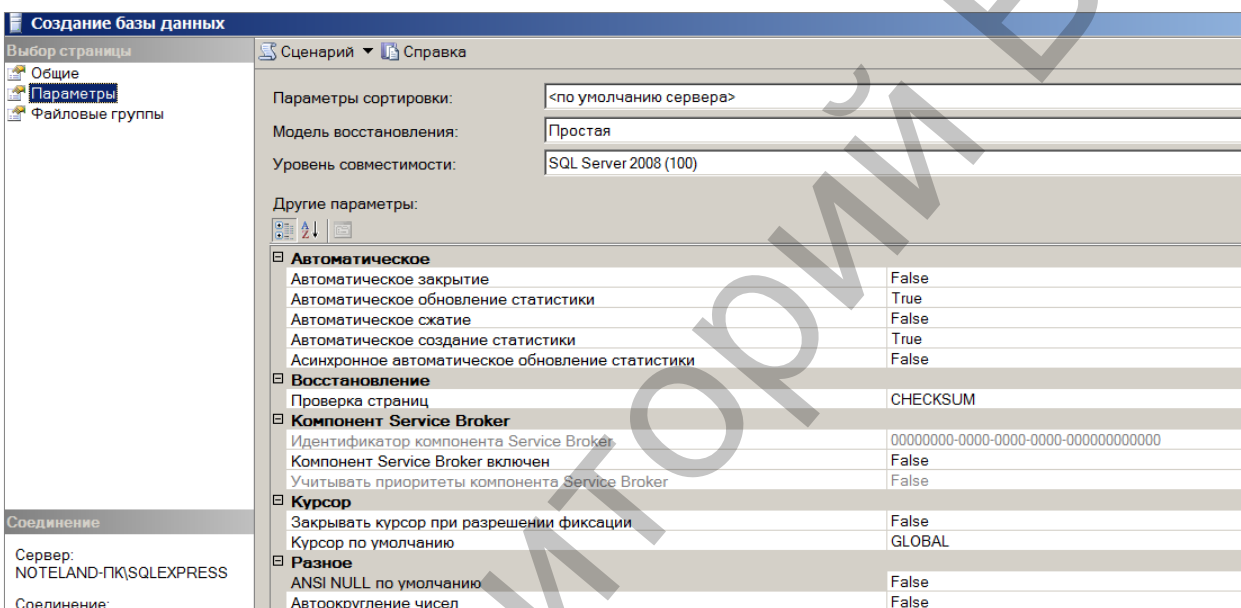 Создание базы данных
Выбор страницы
Общие
Параметры
Файловые группы
Сценарий Справка
Параметры сортировки: <по умолчанию сервера>
Модель восстановления: Простая
Уровень совместимости: SQL Server 2008 (100)
Другие параметры:
Автоматическое
Автоматическое закрытие False
Автоматическое обновление статистики True
Автоматическое сжатие False
Автоматическое создание статистики True
Асинхронное автоматическое обновление статистики False
Восстановление
Проверка страниц CHECKSUM
Компонент Service Broker
Идентификатор компонента Service Broker 00000000-0000-0000-0000-000000000000
Компонент Service Broker включен False
Учитывать приоритеты компонента Service Broker False
Курсор
Закрывать курсор при разрешении фиксации False
Курсор по умолчанию GLOBAL
Разное
ANSI NULL по умолчанию False
Автоокругление чисел False
Соединение
Сервер:
NOTELAND-ПК\SQLEXPRESS
Соединение: